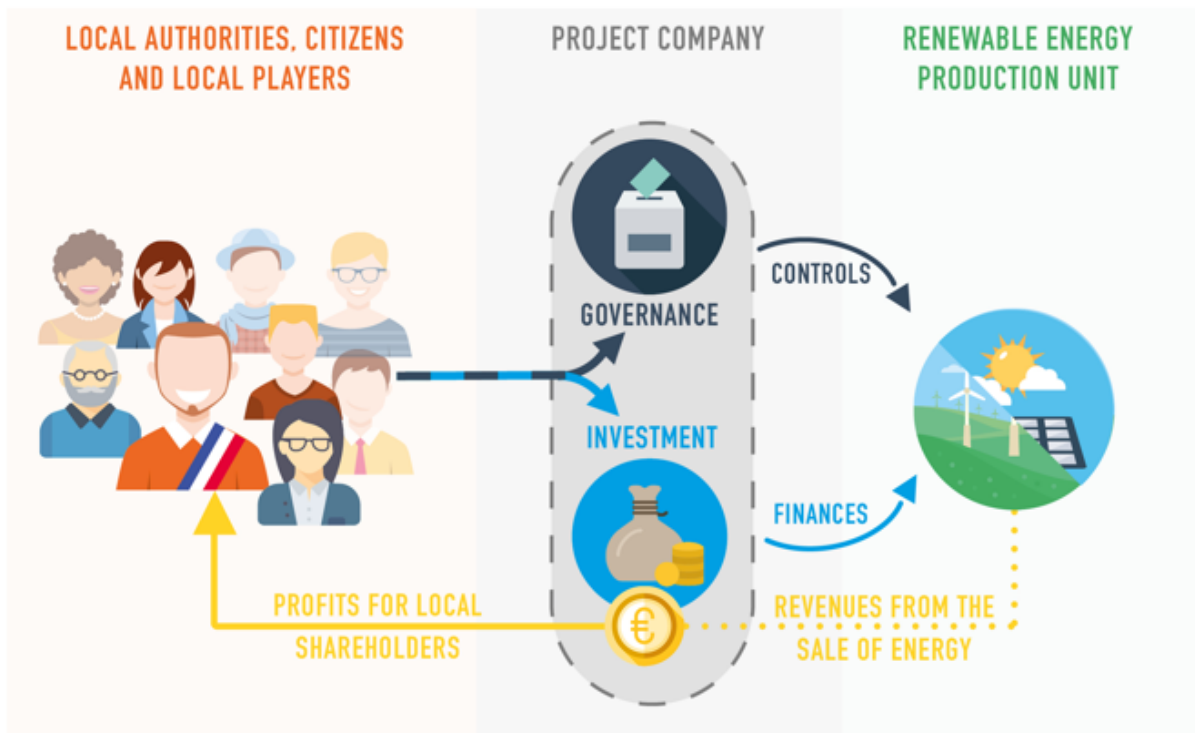 LOCAL AUTHORITIES, CITIZENS
AND LOCAL PLAYERS
PROJECT COMPANY
RENEWABLE ENERGY
PRODUCTION UNIT
GOVERNANCE
CONTROLS
INVESTMENT
FINANCES
€
PROFITS FOR LOCAL
SHAREHOLDERS
REVENUES FROM THE
SALE OF ENERGY